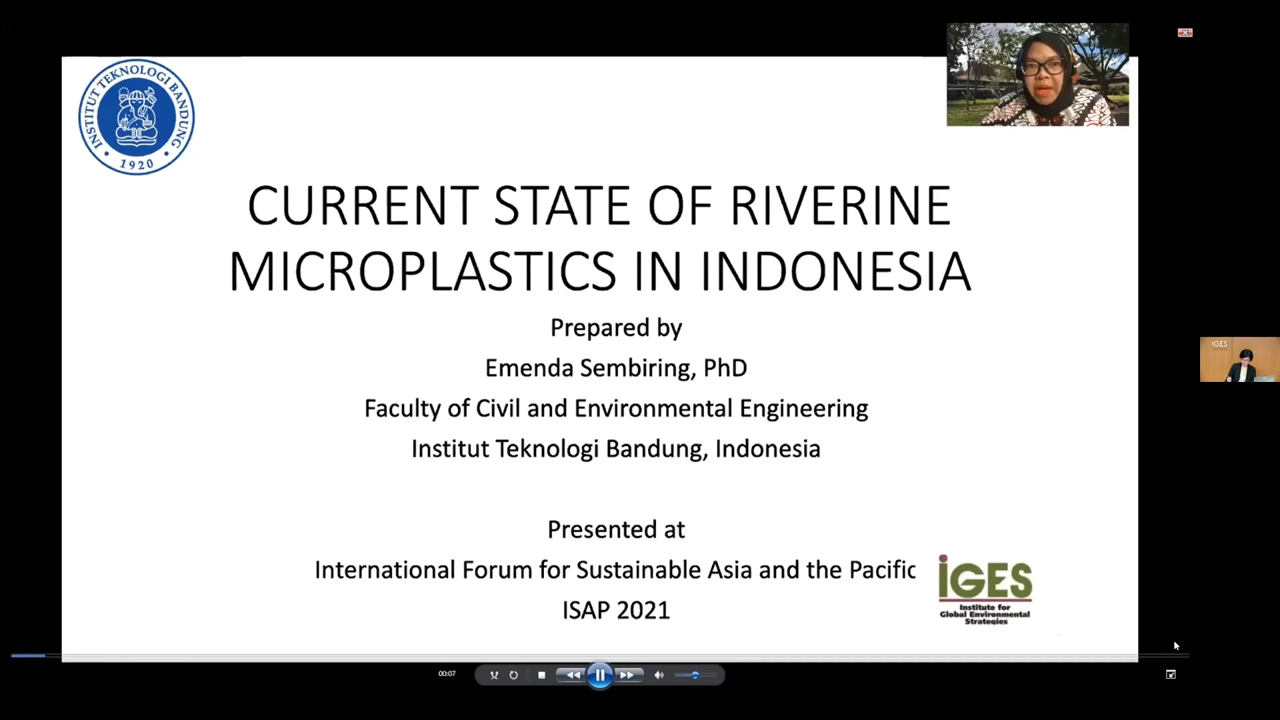 INSTITUT TEKNOLOGI BANDUNG
1920
CURRENT STATE OF RIVERINE
MICROPLASTICS IN INDONESIA
Prepared by
Emenda Sembiring, PhD
Faculty of Civil and Environmental Engineering
Institut Teknologi Bandung, Indonesia
Presented at
International Forum for Sustainable Asia and the Pacific
ISAP 2021
iGES
Institute for
Global Environmental
Strategies
IGES
00:07